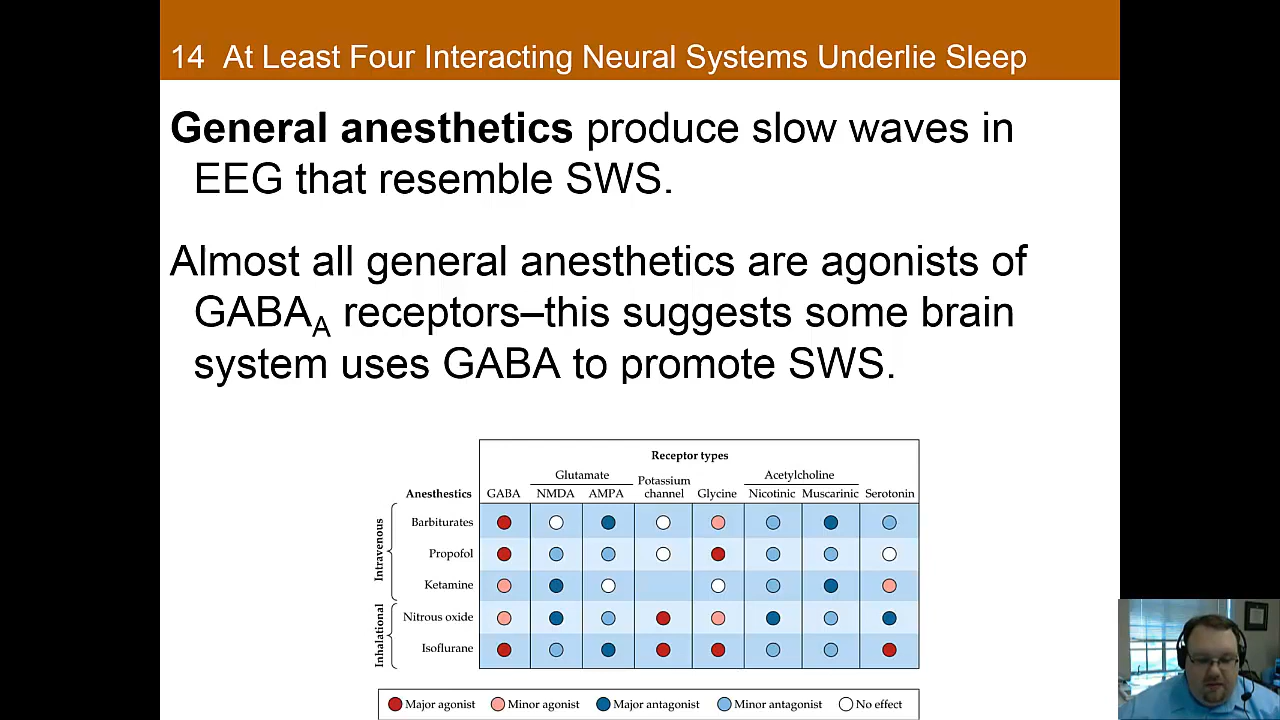 14 At Least Four Interacting Neural Systems Underlie Sleep
General anesthetics produce slow waves in
EEG that resemble SWS.
Almost all general anesthetics are agonists of
GABAA receptors–this suggests some brain
system uses GABA to promote SWS.
Receptor types
Glutamate
Acetylcholine
Potassium
Anesthestics GABA NMDA AMPA channel Glycine Nicotinic Muscarinic Serotonin
Intravenous
Barbiturates
Propofol
Ketamine
Inhalational
Nitrous oxide
Isoflurane
Major agonist Minor agonist Major antagonist Minor antagonist No effect